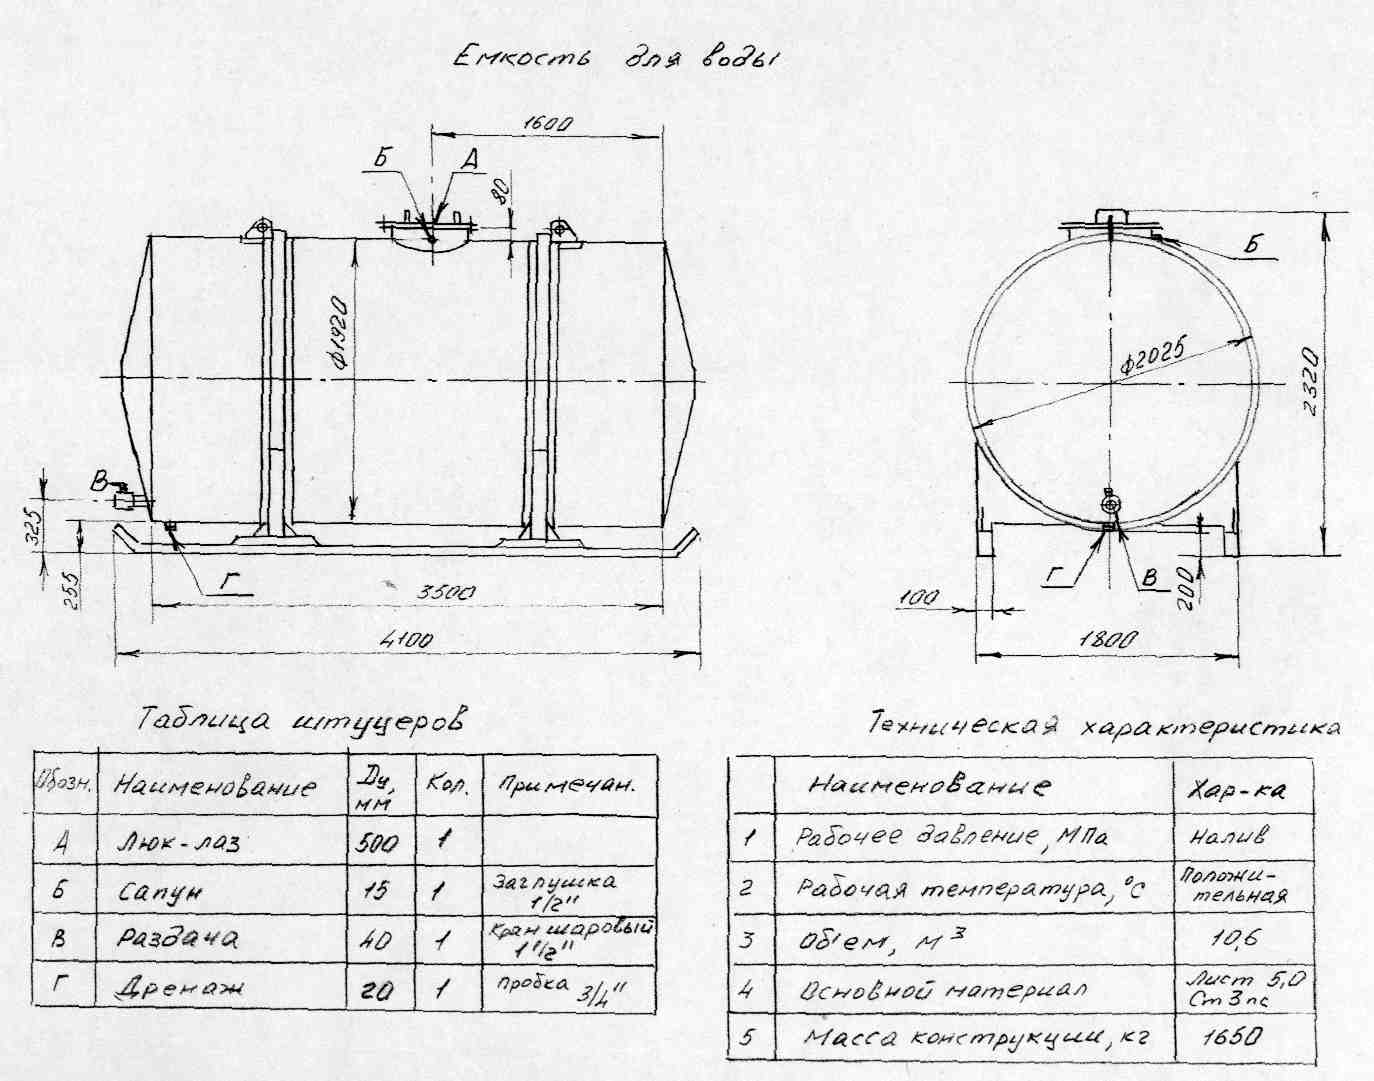 Емкость для воды
1600
Б
А
80
Б
ф1920
ф2025
2320
В
325
255
Г
3500
4100
Г
В
200
100
1800
Таблица штуцеров
Обозн. Наименование Ду, мм Кол. Примечан.
А Люк-лаз 500 1
Б Сапун 15 1 Заглушка 1/2"
В Раздача 40 1 Кран шаровый 1"1/2"
Г Дренаж 20 1 пробка 3/4"
Техническая характеристика
Наименование Хар-ка
1 Рабочее давление, МПа налив
2 Рабочая температура, °С Положи-тельная
3 Объем, м³ 10,6
4 Основной материал Лист 5,0 Ст3пс
5 Масса конструкции, кг 1650